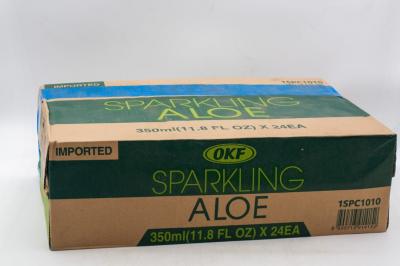 IMPORTED
1SPC1010
SPARKLING
ALOE
350ml(11.8 FL OZ) X 24EA
IMPORTED
OKF
SPARKLING
ALOE
1SPC1010
350ml(11.8 FL OZ) X 24EA